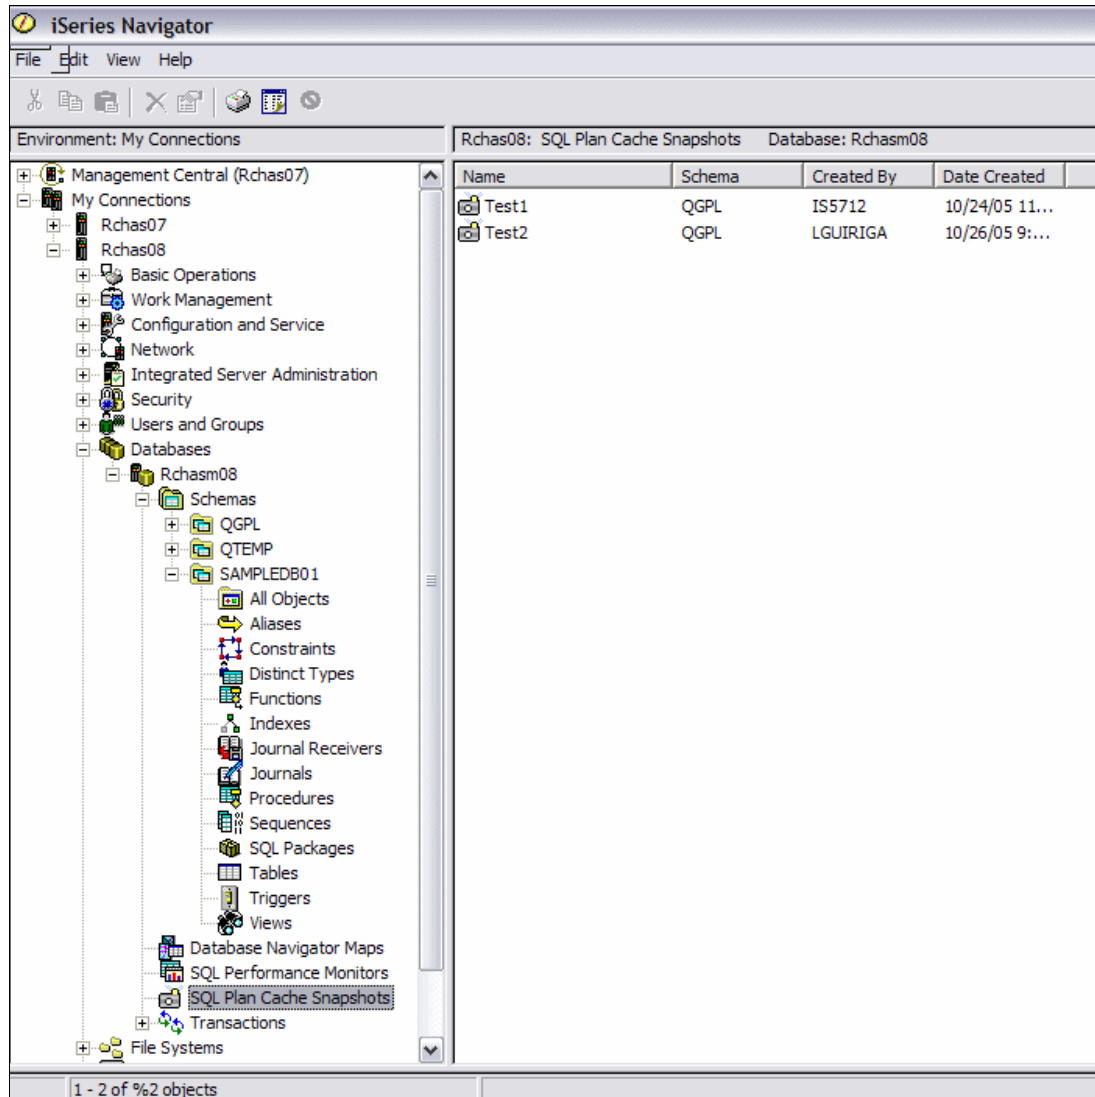 iSeries Navigator
File Edit View Help
Environment: My Connections
Rchas08: SQL Plan Cache Snapshots Database: Rchasm08
Management Central (Rchas07)
My Connections
Rchas07
Rchas08
Basic Operations
Work Management
Configuration and Service
Network
Integrated Server Administration
Security
Users and Groups
Databases
Rchasm08
Schemas
QGPL
QTEMP
SAMPLEDB01
All Objects
Aliases
Constraints
Distinct Types
Functions
Indexes
Journal Receivers
Journals
Procedures
Sequences
SQL Packages
Tables
Triggers
Views
Database Navigator Maps
SQL Performance Monitors
SQL Plan Cache Snapshots
Transactions
File Systems
Name Schema Created By Date Created
Test1 QGPL IS5712 10/24/05 11...
Test2 QGPL LGUIRIGA 10/26/05 9:...
1 - 2 of %2 objects